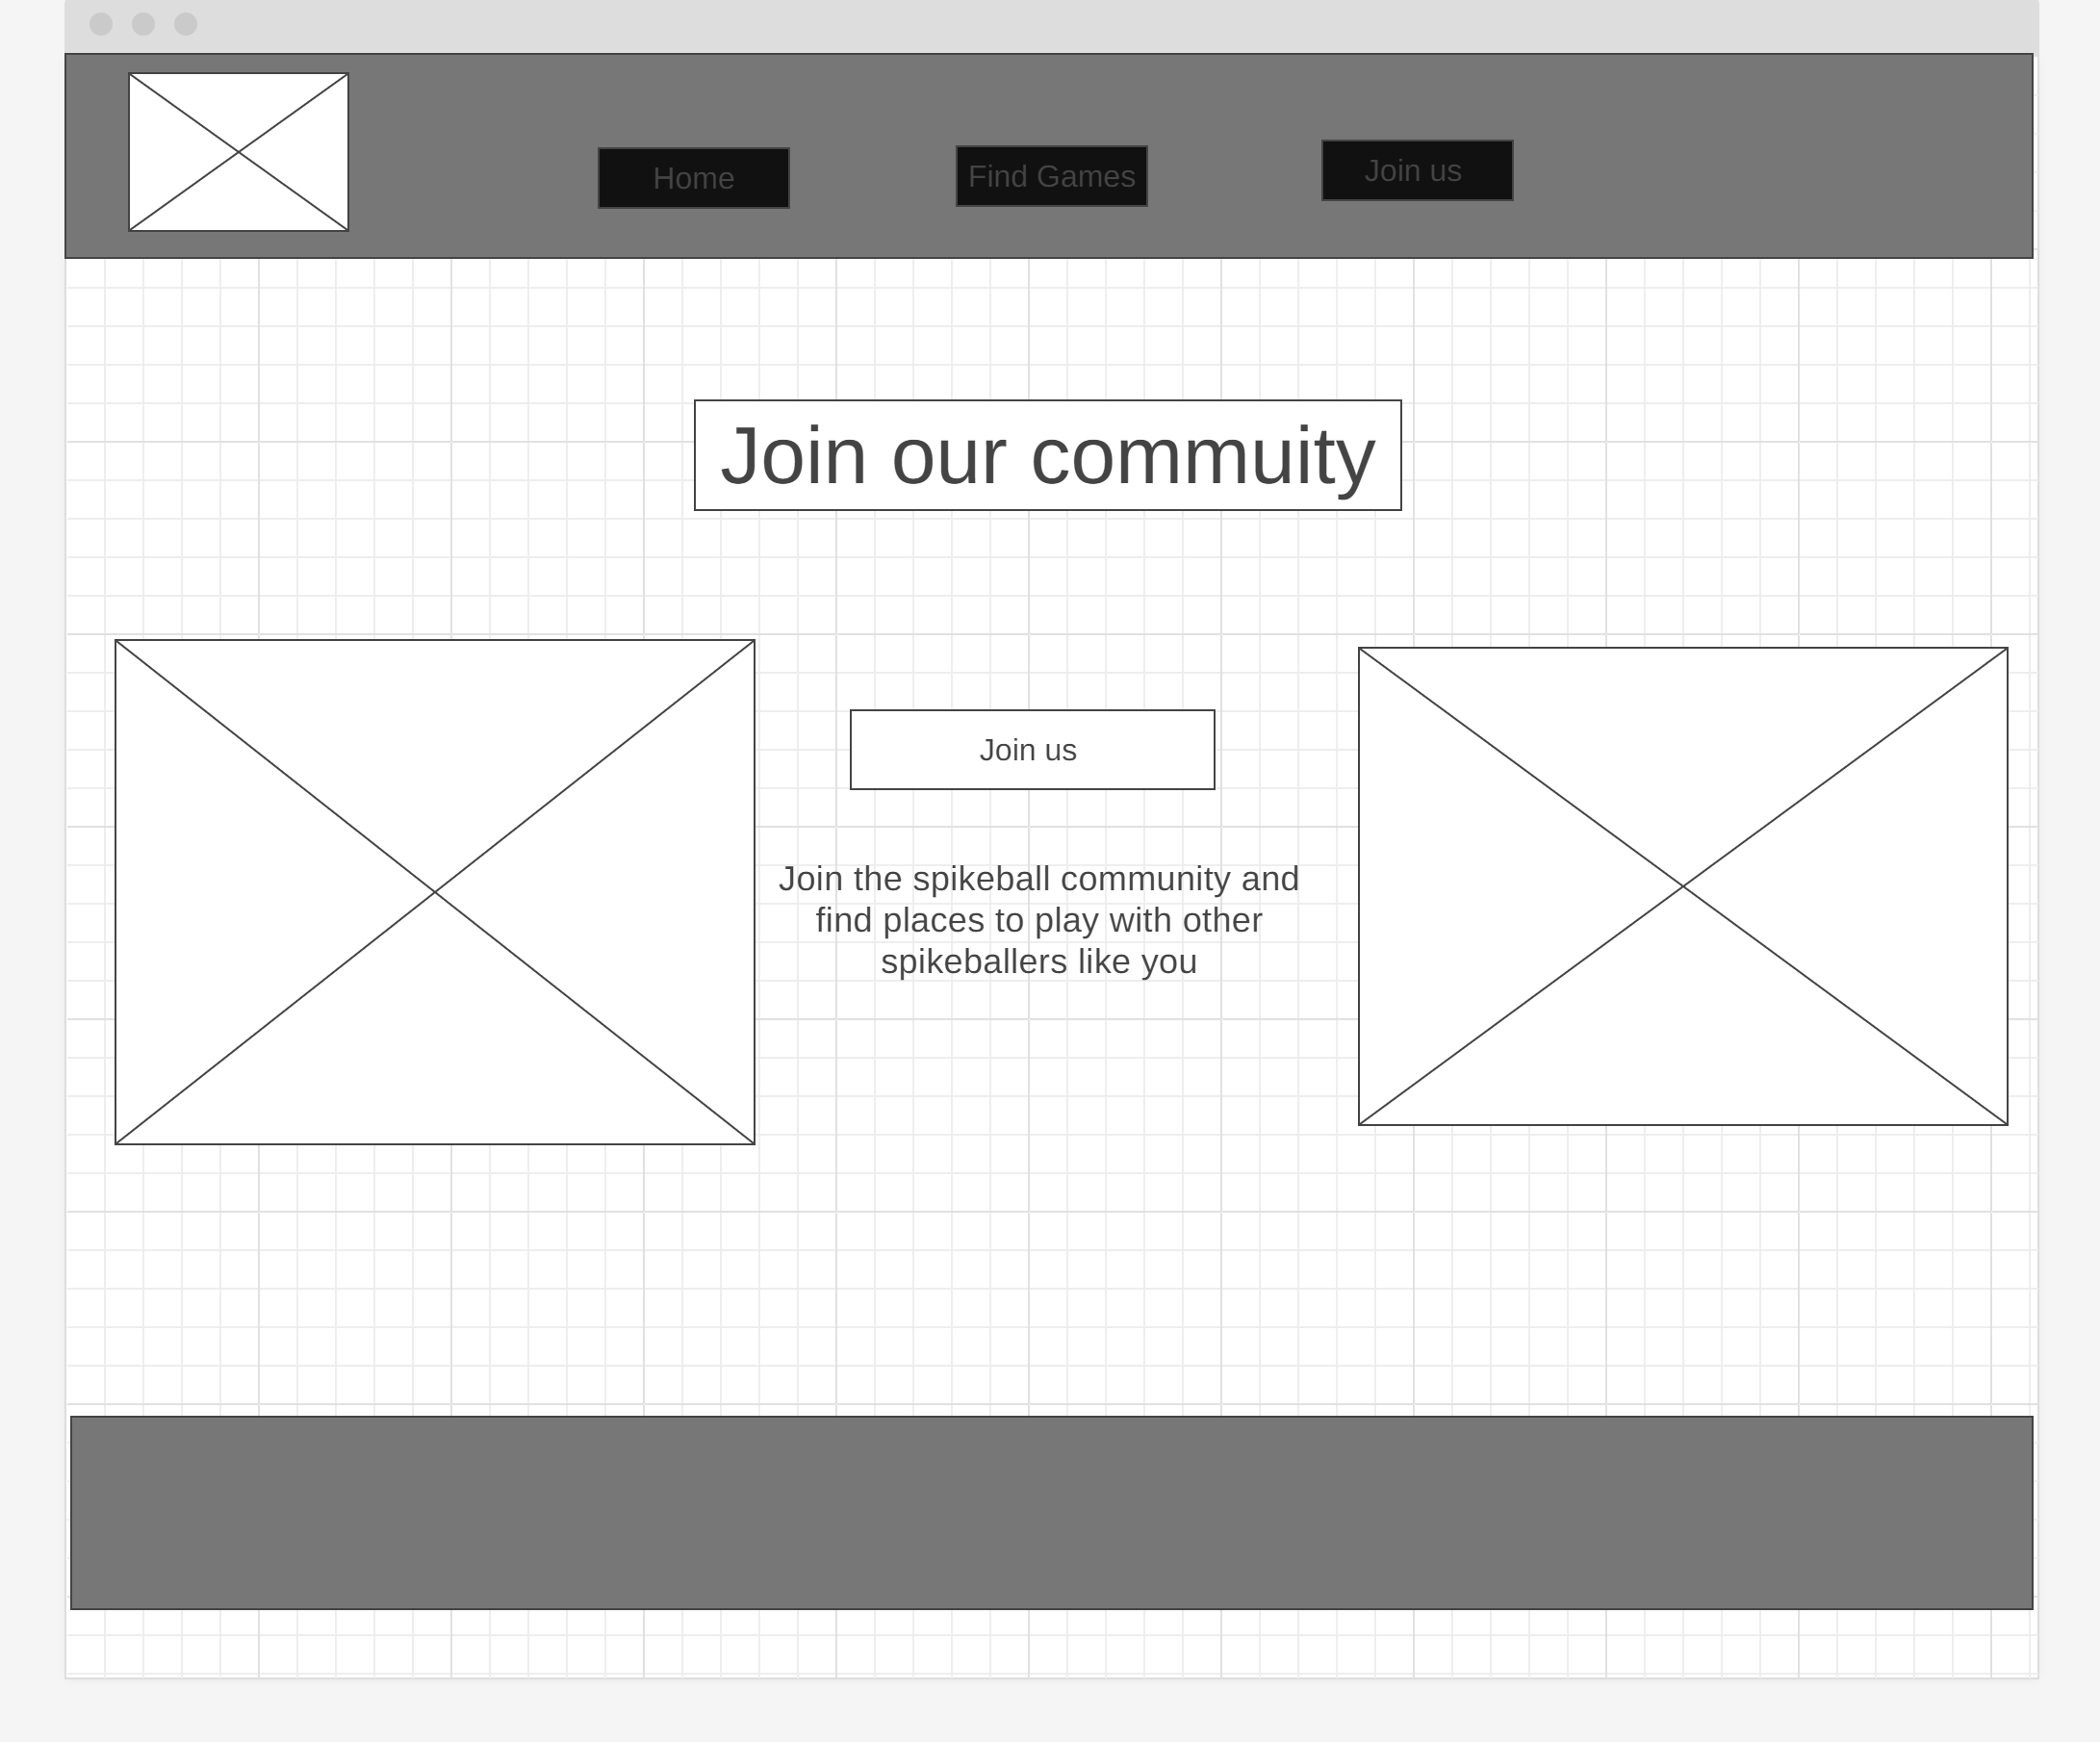 Home
Find Games
Join us
Join our commuity
Join us
Join the spikeball community and
find places to play with other
spikeballers like you